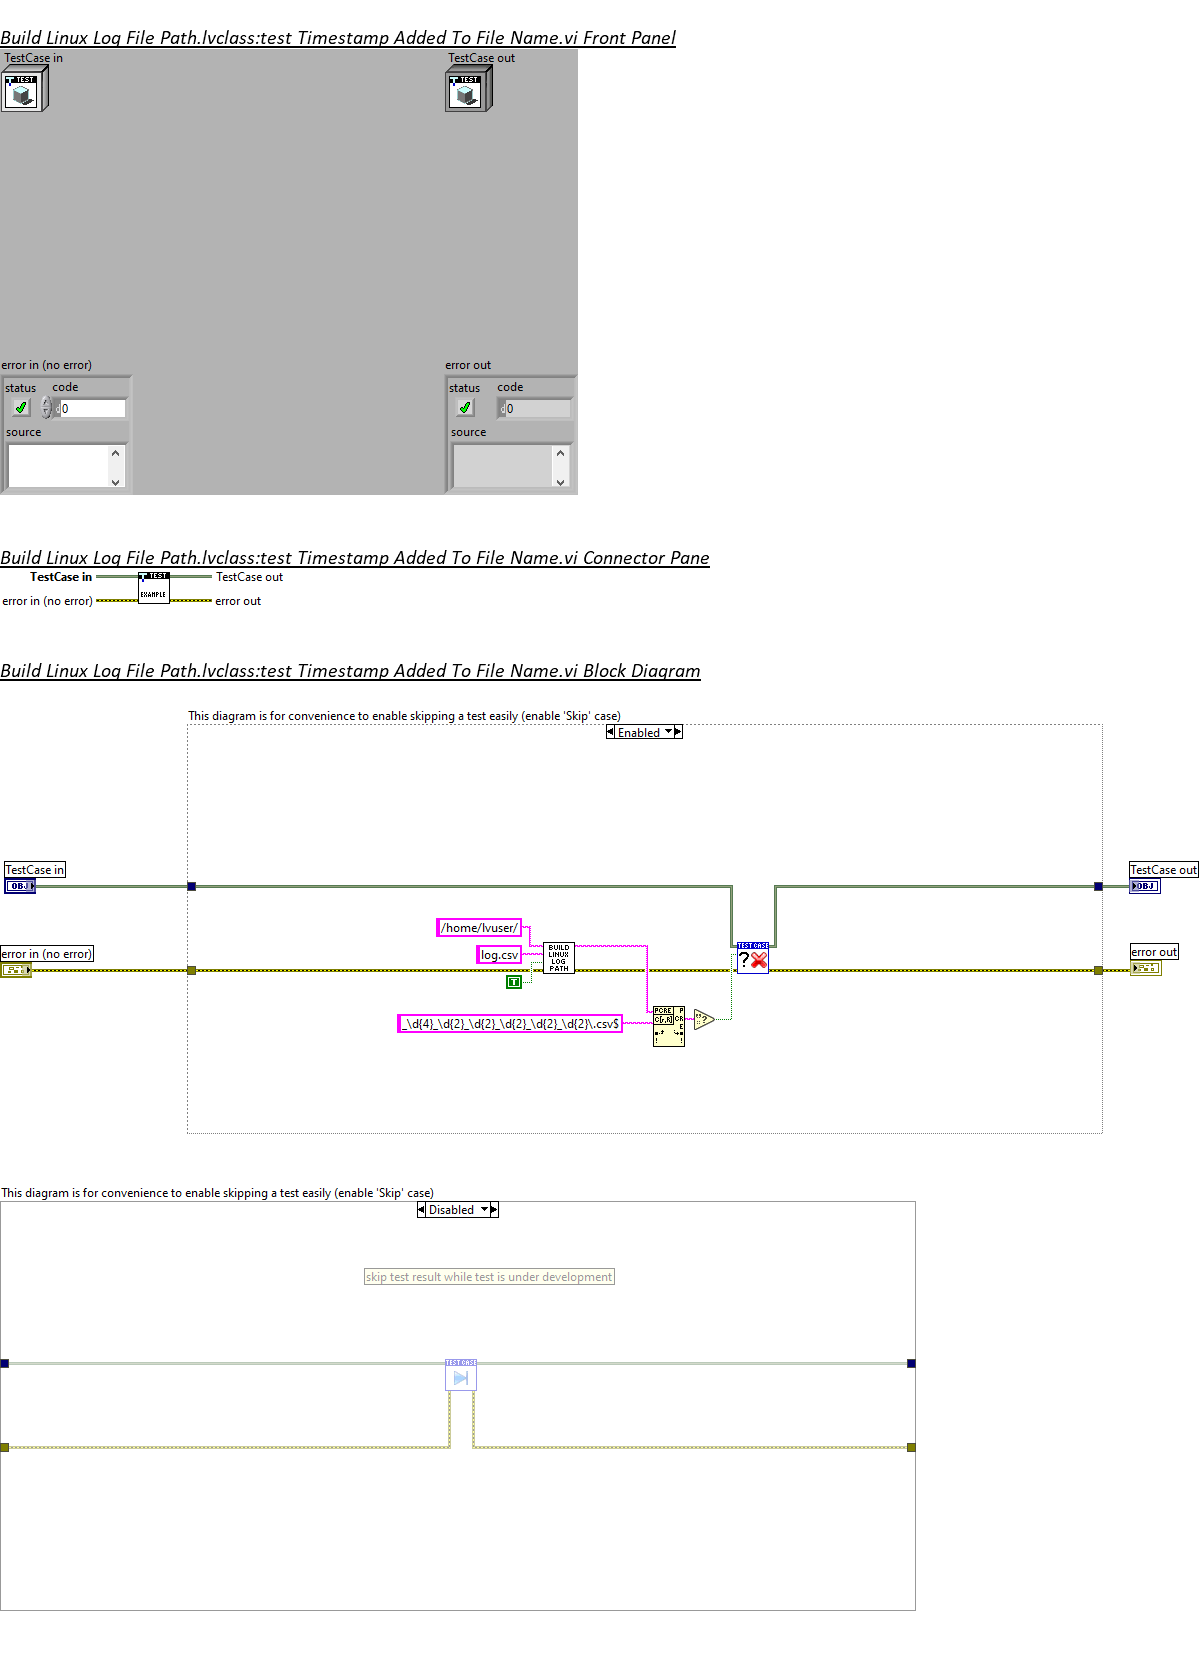 Build Linux Log File Path.lvclass:test Timestamp Added To File Name.vi Front Panel
TestCase in
TestCase out
TEST
TEST
error in (no error)
error out
status code
status code
d 0
d 0
source
source
Build Linux Log File Path.lvclass:test Timestamp Added To File Name.vi Connector Pane
TestCase in
TEST
TestCase out
EXAMPLE
error in (no error)
error out
Build Linux Log File Path.lvclass:test Timestamp Added To File Name.vi Block Diagram
This diagram is for convenience to enable skipping a test easily (enable 'Skip' case)
Enabled
TestCase in
OBJ
TestCase out
OBJ
/home/lvuser/
log.csv
T
BUILD
LINUX
LOG
PATH
TEST CASE
?
error in (no error)
error out
_\d{4}_\d{2}_\d{2}_\d{2}_\d{2}_\d{2}\.csv$
PCRE
P
CR
E
?
This diagram is for convenience to enable skipping a test easily (enable 'Skip' case)
Disabled
skip test result while test is under development
TEST CASE